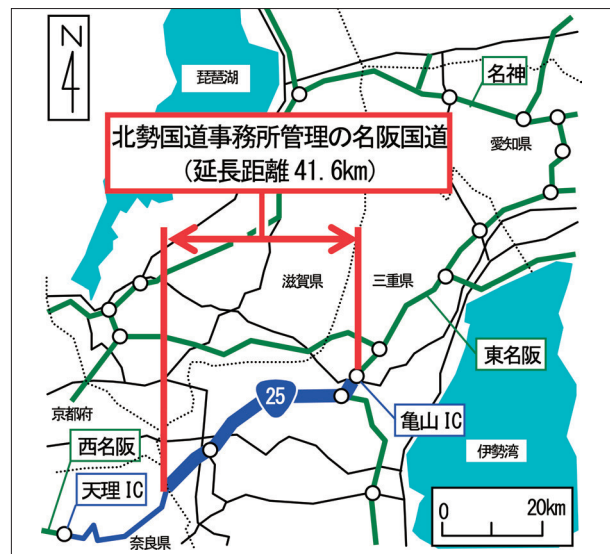 N
琵琶湖
名神
愛知県
北勢国道事務所管理の名阪国道
(延長距離 41.6km)
滋賀県
三重県
東名阪
25
亀山 IC
京都府
西名阪
伊勢湾
天理 IC
奈良県
0
20km